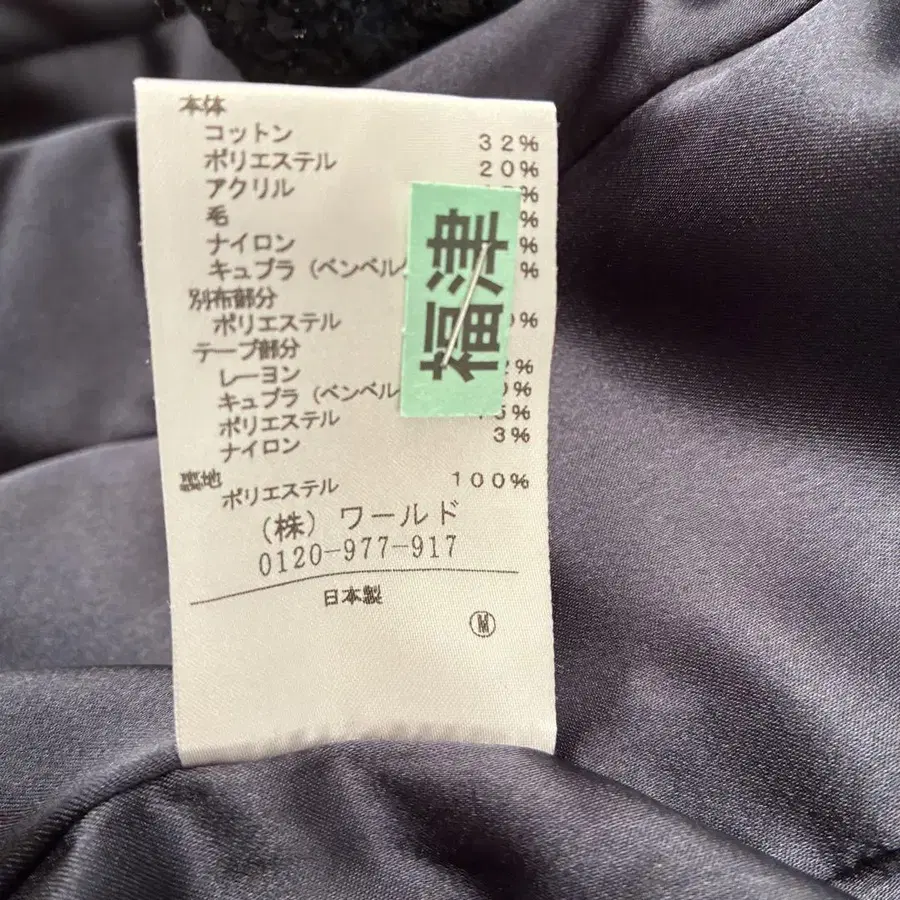 本体
コットン 32%
ポリエステル 20%
アクリル %
毛 %
ナイロン %
キュプラ (ベンベル %
別布部分
ポリエステル %
テープ部分
レーヨン %
キュプラ (ベンベル %
ポリエステル 15%
ナイロン 3%
裏地
ポリエステル 100%
(株) ワールド
0120-977-917
日本製
Ⓜ
福津